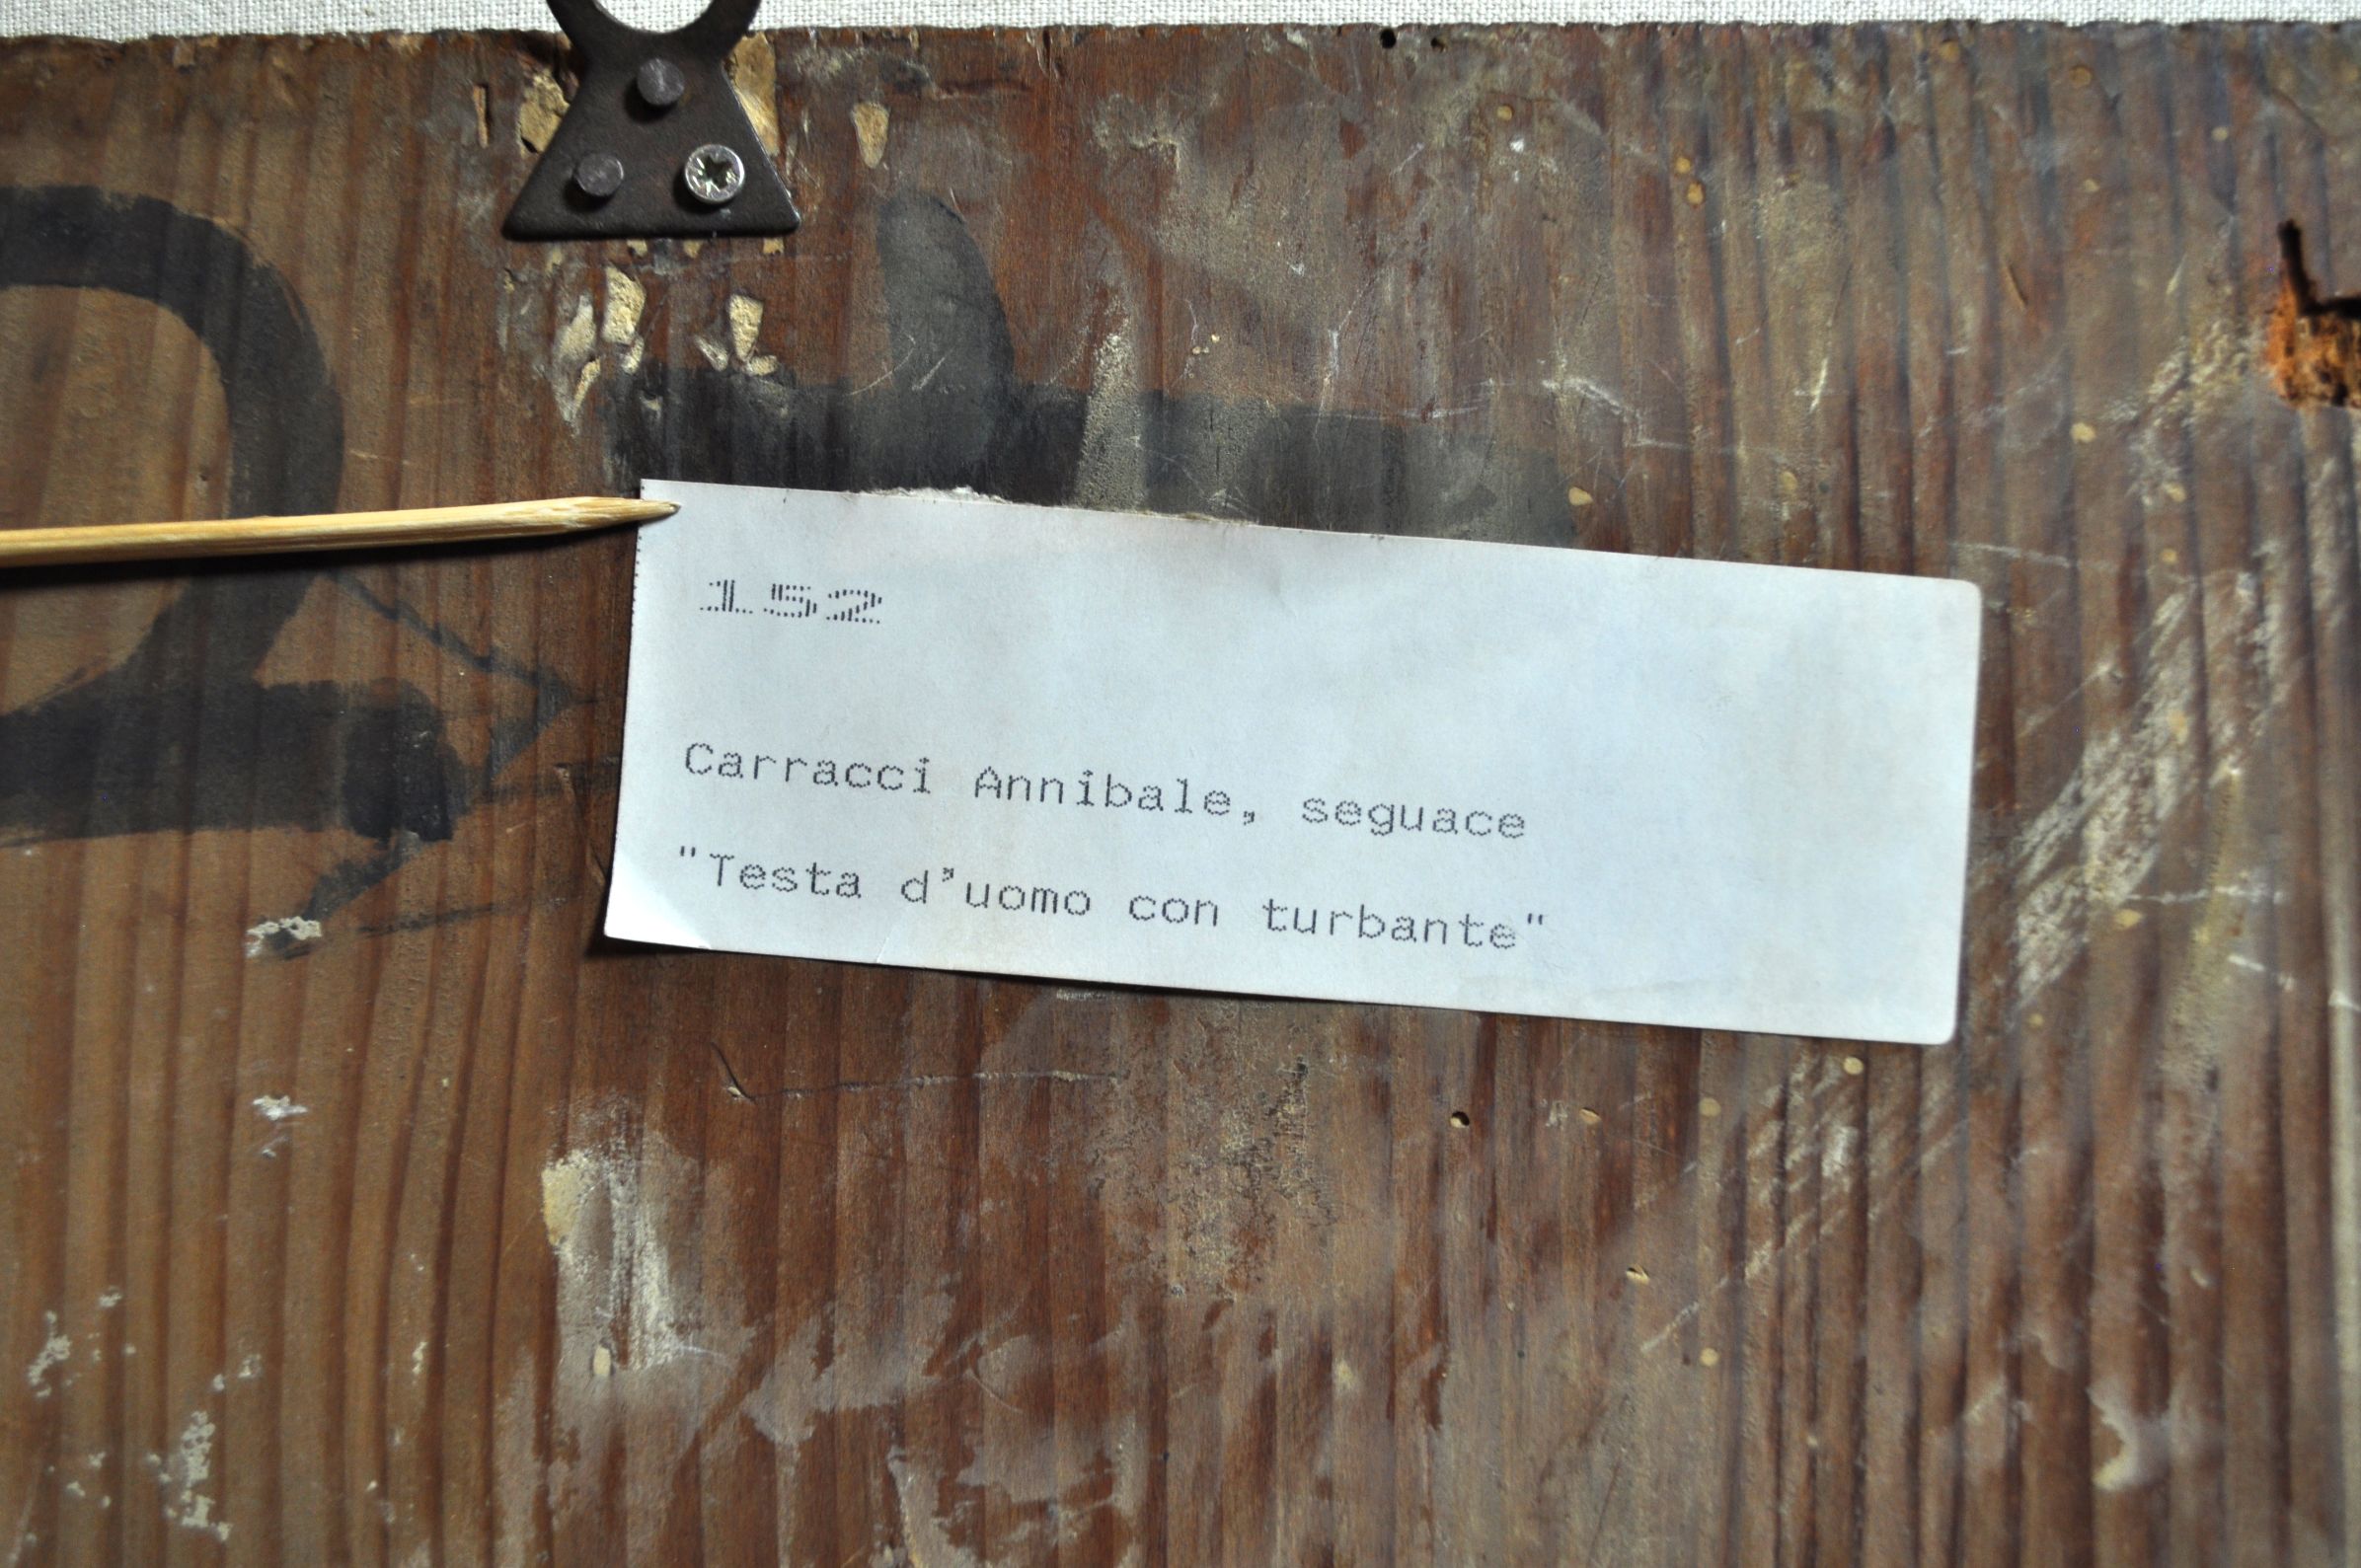 152
Carracci Annibale, seguace
"Testa d'uomo con turbante"